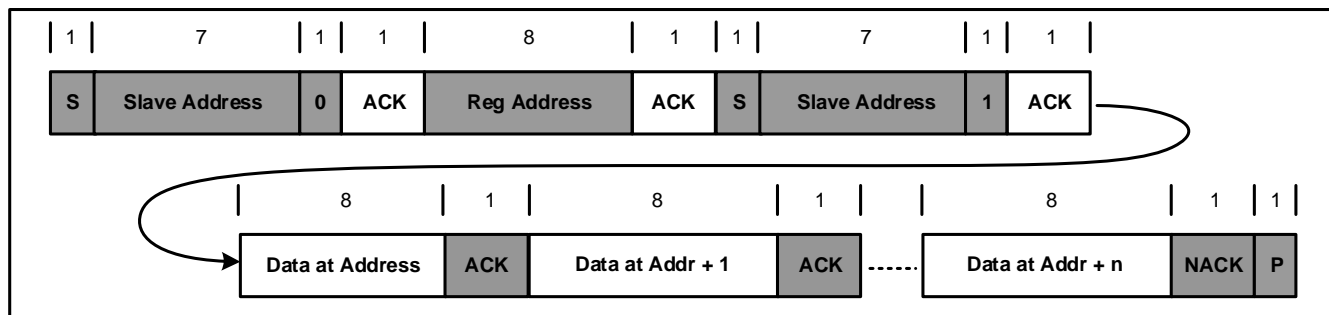 1 7 1 1 8 1 1 7 1 1
S Slave Address 0 ACK Reg Address ACK S Slave Address 1 ACK
8 1 8 1 8 1 1
Data at Address ACK Data at Addr + 1 ACK Data at Addr + n NACK P